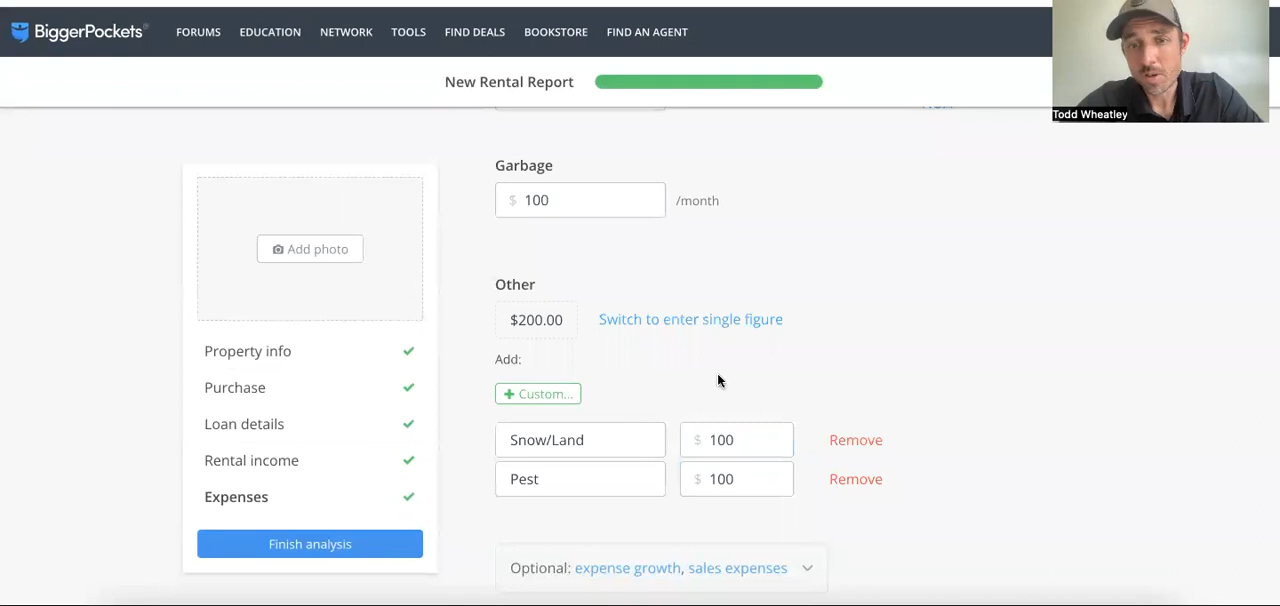 BiggerPockets
FORUMS EDUCATION NETWORK TOOLS FIND DEALS BOOKSTORE FIND AN AGENT
New Rental Report
Todd Wheatley
Garbage
$ 100 /month
Add photo
Other
$200.00 Switch to enter single figure
Property info
Add:
Purchase
+ Custom...
Loan details
Snow/Land $ 100 Remove
Rental income
Pest $ 100 Remove
Expenses
Finish analysis
Optional: expense growth, sales expenses